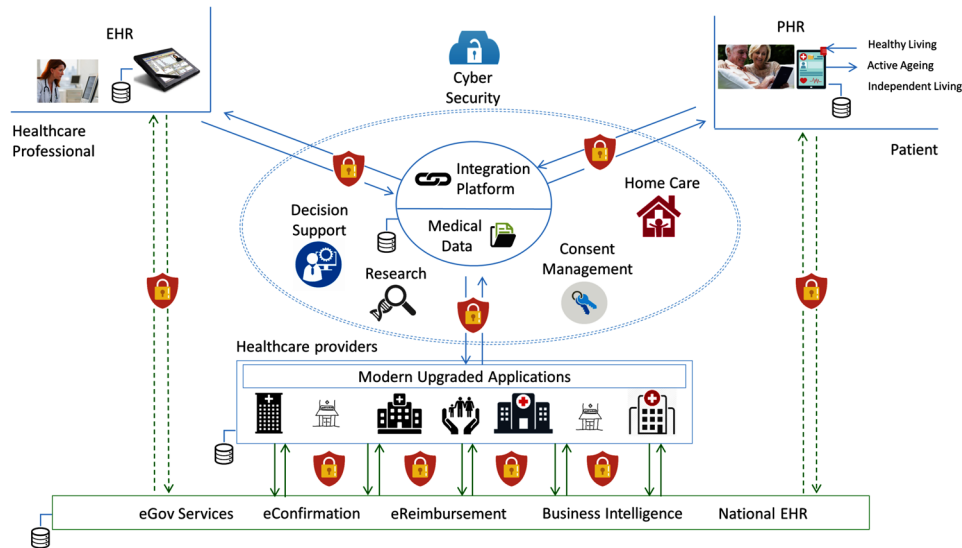 EHR
Healthcare
Professional
Cyber
Security
PHR
Healthy Living
Active Ageing
Independent Living
Patient
Integration
Platform
Medical
Data
Decision
Support
Research
Home Care
Consent
Management
Healthcare providers
Modern Upgraded Applications
eGov Services
eConfirmation
eReimbursement
Business Intelligence
National EHR